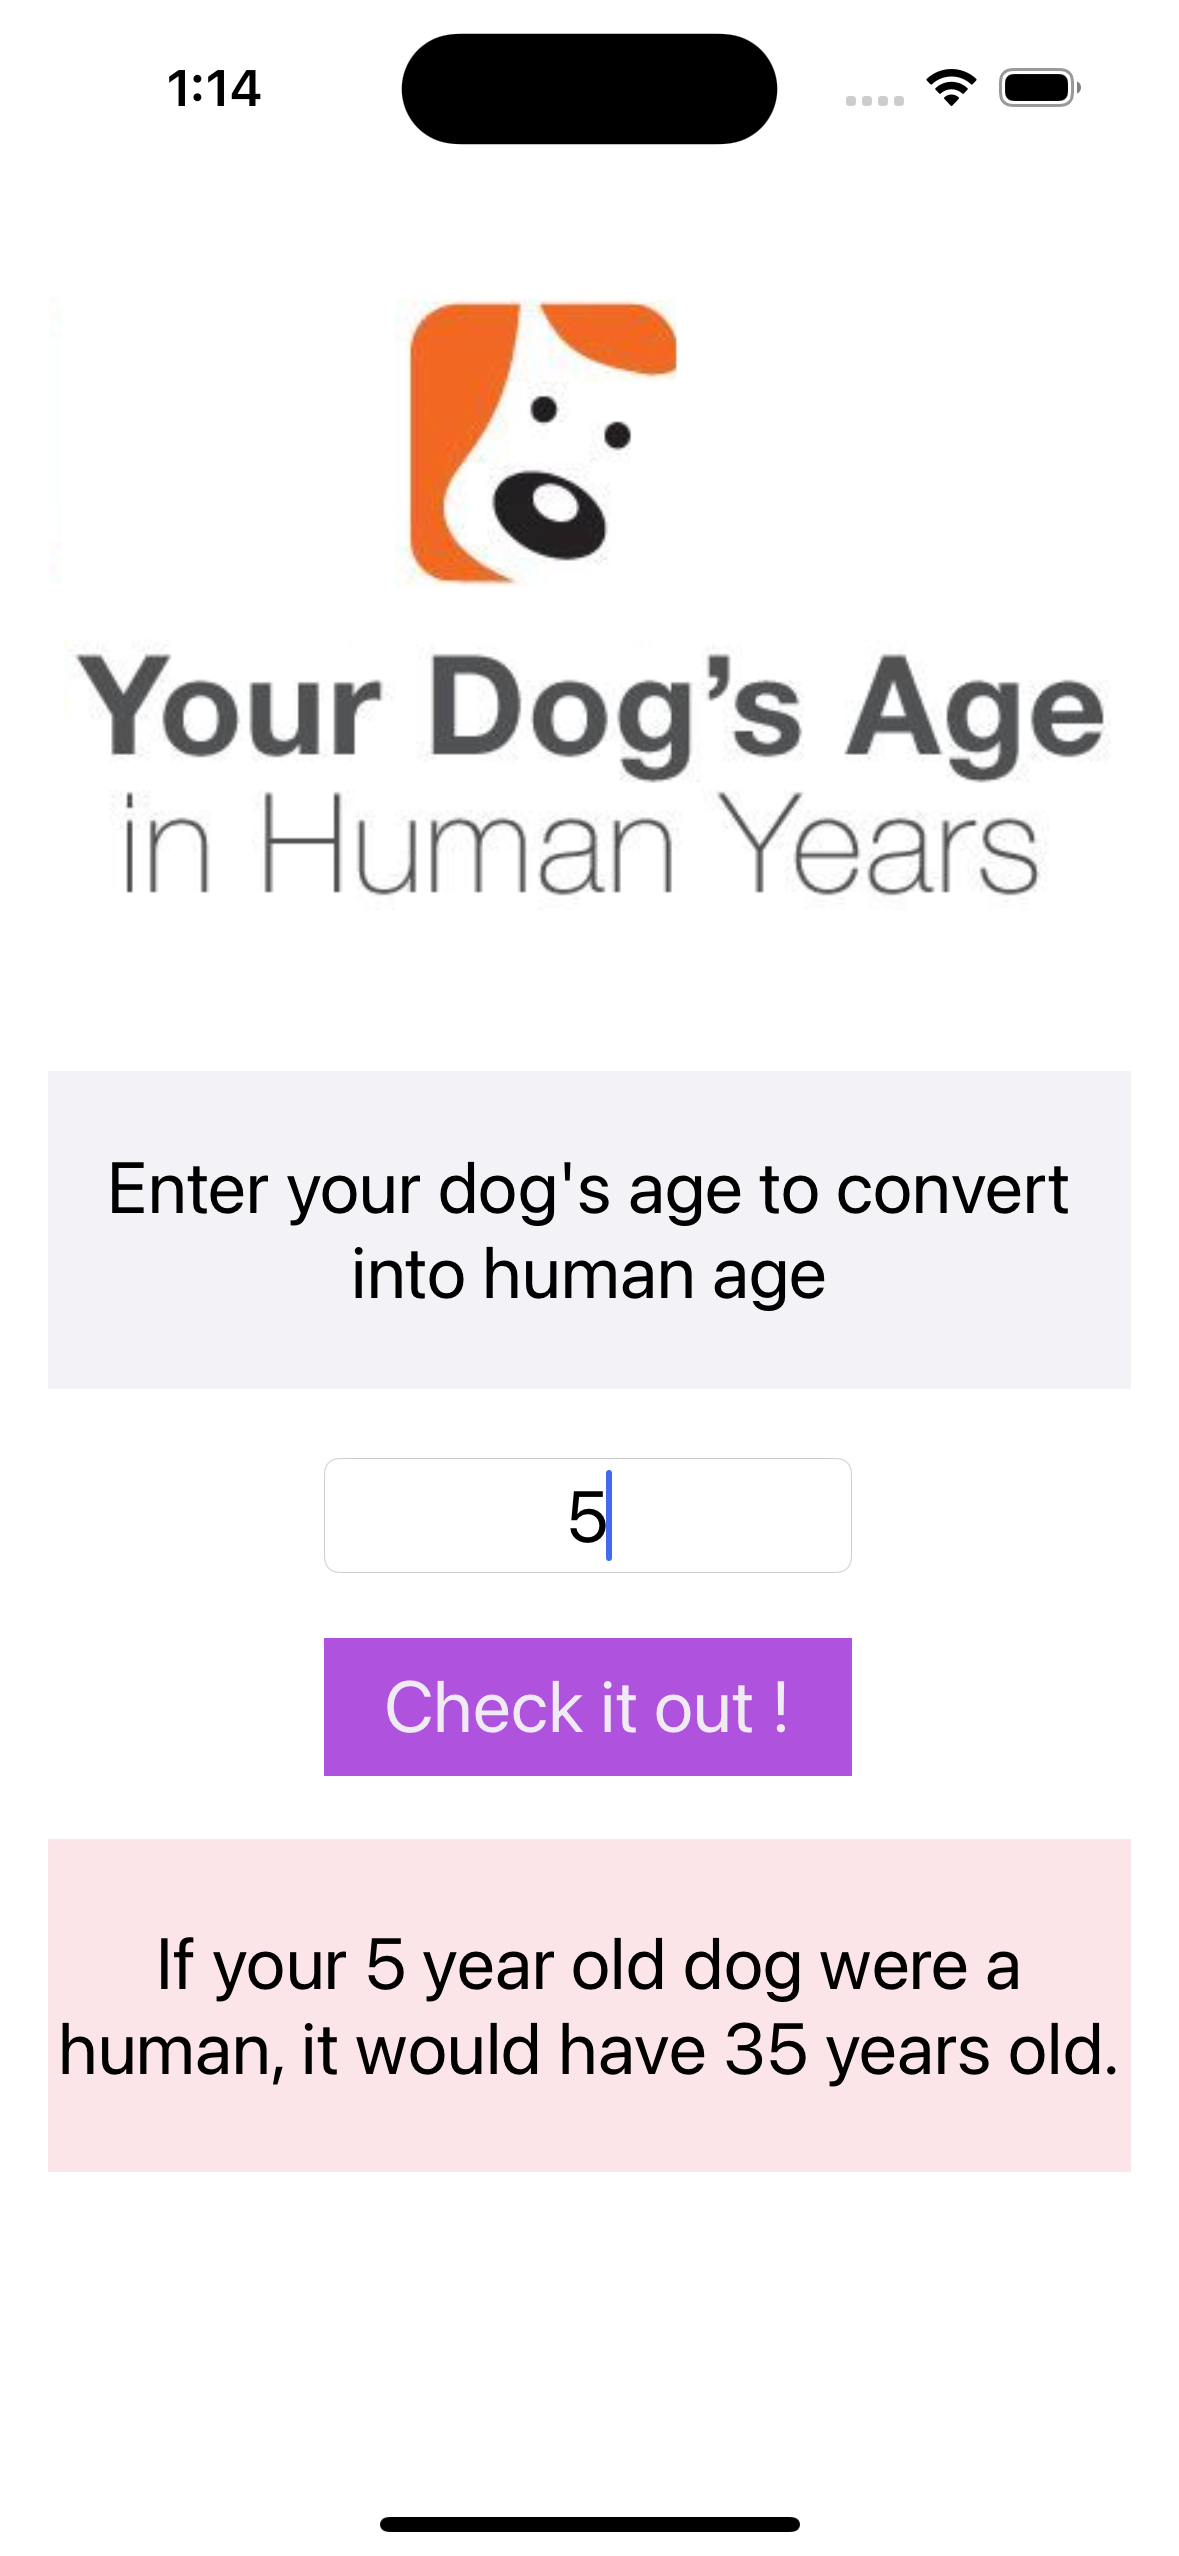 1:14
Your Dog’s Age
in Human Years
Enter your dog's age to convert
into human age
5
Check it out !
If your 5 year old dog were a
human, it would have 35 years old.